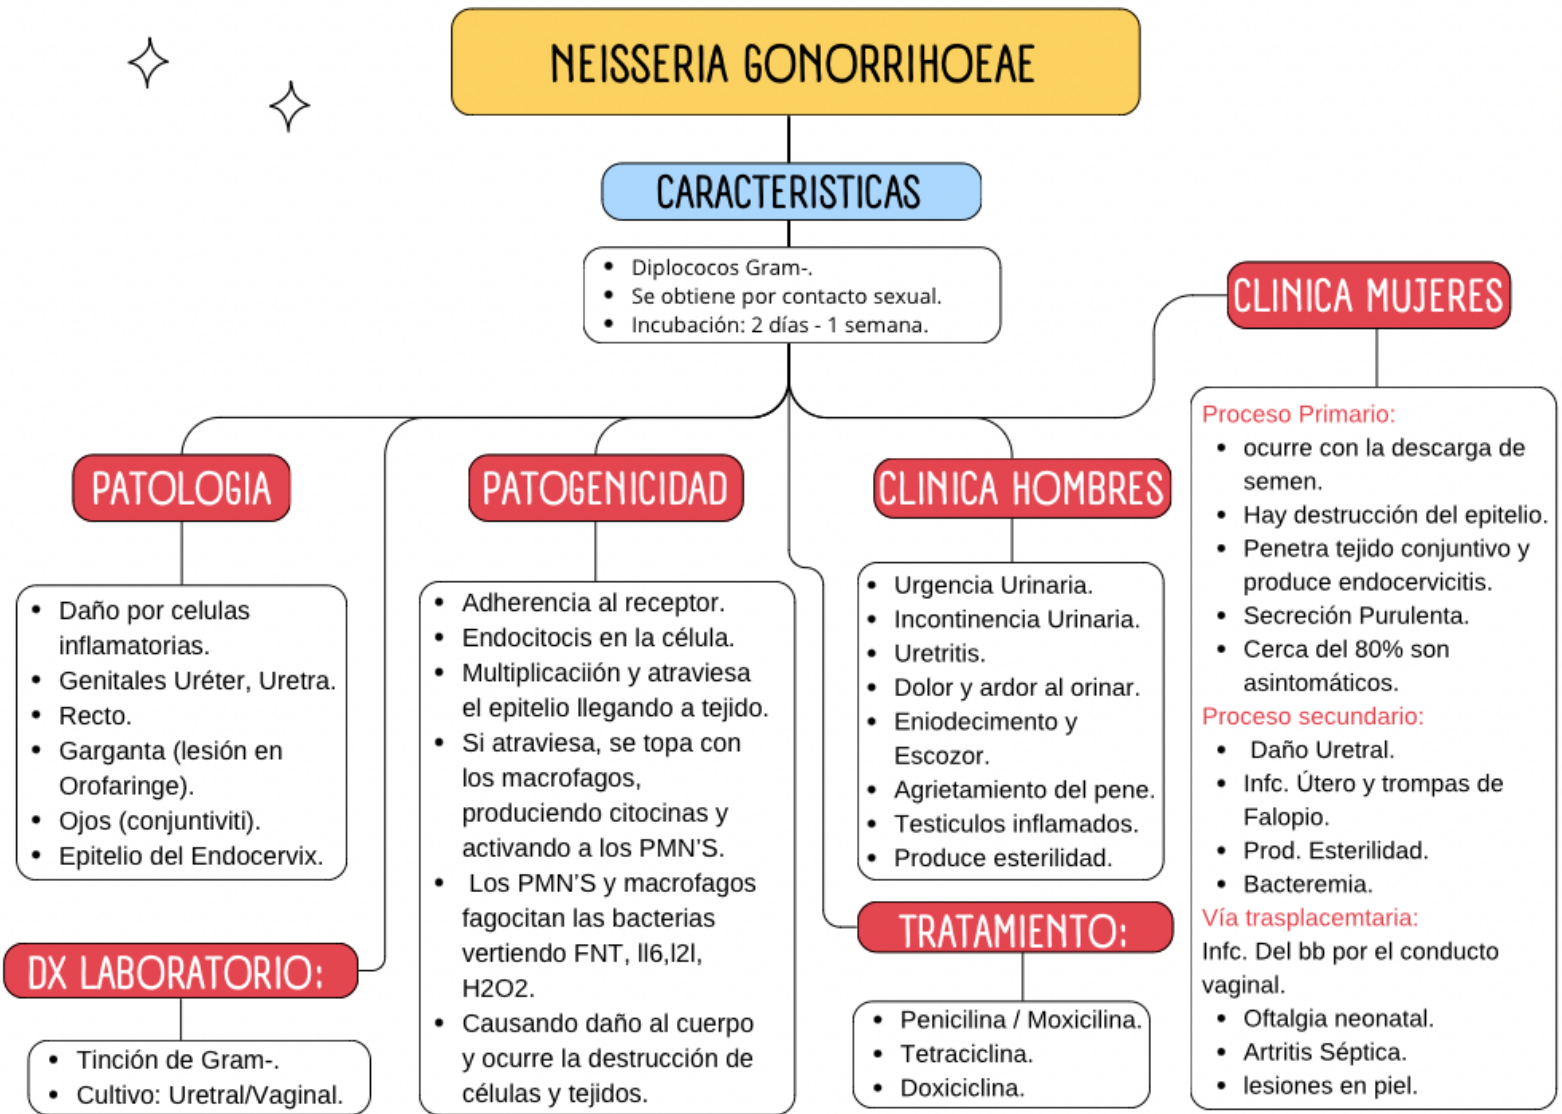 NEISSERIA GONORRIHOEAE
CARACTERISTICAS
• Diplococos Gram-.
• Se obtiene por contacto sexual.
• Incubación: 2 días - 1 semana.
PATOLOGIA
• Daño por celulas
inflamatorias.
• Genitales Uréter, Uretra.
• Recto.
• Garganta (lesión en
Orofaringe).
• Ojos (conjuntiviti).
• Epitelio del Endocervix.
DX LABORATORIO:
• Tinción de Gram-.
• Cultivo: Uretral/Vaginal.
PATOGENICIDAD
• Adherencia al receptor.
• Endocitocis en la célula.
• Multiplicaciión y atraviesa
el epitelio llegando a tejido.
• Si atraviesa, se topa con
los macrofagos,
produciendo citocinas y
activando a los PMN'S.
• Los PMN'S y macrofagos
fagocitan las bacterias
vertiendo FNT, Il6,l2l,
H2O2.
• Causando daño al cuerpo
y ocurre la destrucción de
células y tejidos.
CLINICA HOMBRES
• Urgencia Urinaria.
• Incontinencia Urinaria.
• Uretritis.
• Dolor y ardor al orinar.
• Eniodecimento y
Escozor.
• Agrietamiento del pene.
• Testiculos inflamados.
• Produce esterilidad.
TRATAMIENTO:
• Penicilina / Moxicilina.
• Tetraciclina.
• Doxiciclina.
CLINICA MUJERES
Proceso Primario:
• ocurre con la descarga de
semen.
• Hay destrucción del epitelio.
• Penetra tejido conjuntivo y
produce endocervicitis.
• Secreción Purulenta.
• Cerca del 80% son
asintomáticos.
Proceso secundario:
• Daño Uretral.
• Infc. Útero y trompas de
Falopio.
• Prod. Esterilidad.
• Bacteremia.
Vía trasplacemtaria:
Infc. Del bb por el conducto
vaginal.
• Oftalgia neonatal.
• Artritis Séptica.
• lesiones en piel.